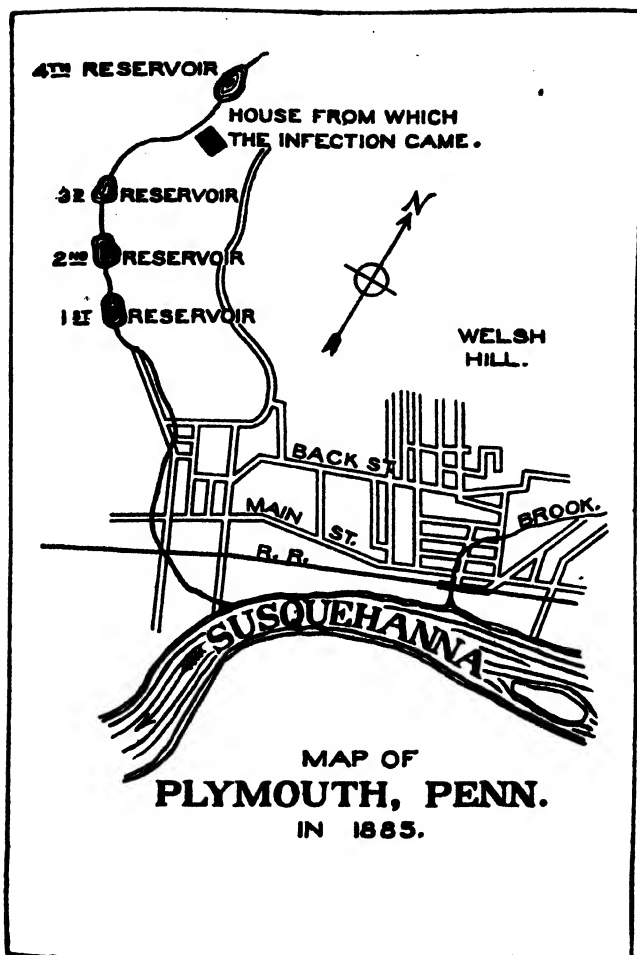 4TH RESERVOIR
HOUSE FROM WHICH
THE INFECTION CAME.
3D RESERVOIR
N
2ND RESERVOIR
1ST RESERVOIR
WELSH
HILL.
BACK ST
MAIN ST.
BROOK.
R. R.
SUSQUEHANNA
MAP OF
PLYMOUTH, PENN.
IN 1885.